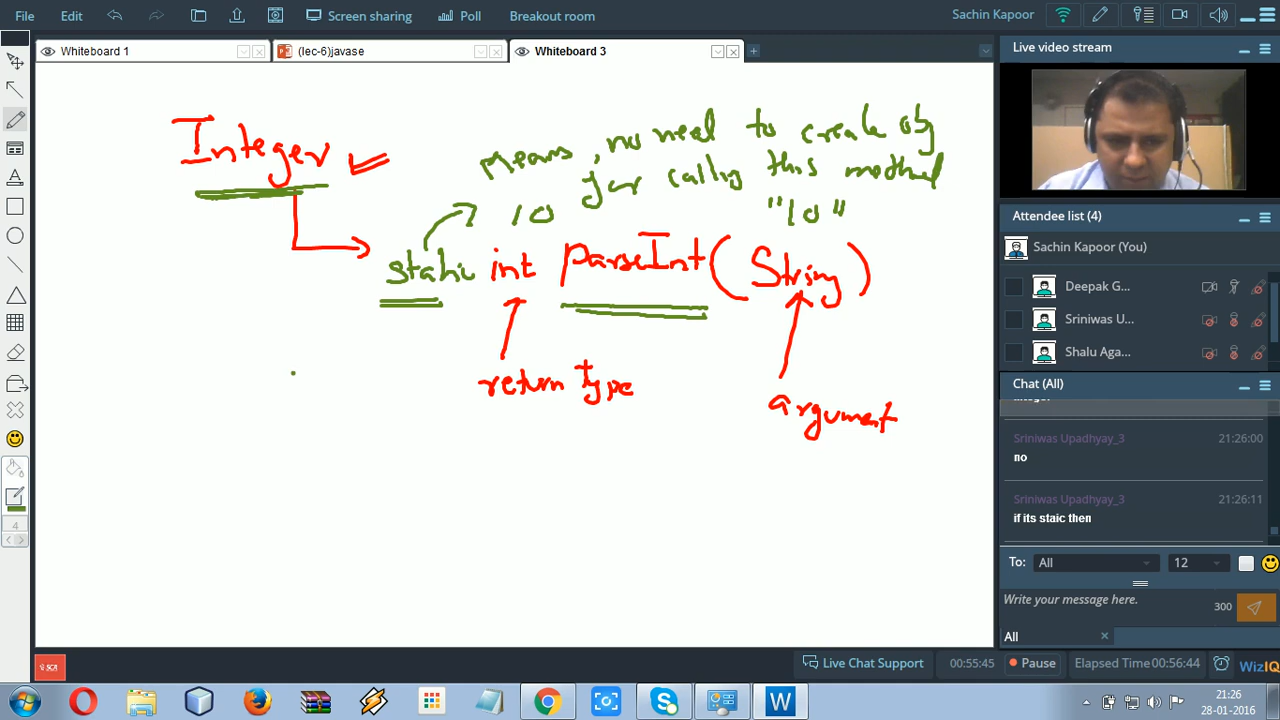 File Edit Screen sharing Poll Breakout room Sachin Kapoor
Whiteboard 1 (lec-6)javase Whiteboard 3
Live video stream
Integer
means, no need to create obj
for calling this method
10 "10"
static int parseInt(String)
return type
argument
Attendee list (4)
Sachin Kapoor (You)
Deepak G...
Sriniwas U...
Shalu Aga...
Chat (All)
Sriniwas Upadhyay_3 21:26:00
no
Sriniwas Upadhyay_3 21:26:11
if its staic then
To: All 12
Write your message here. 300
All
4
Live Chat Support 00:55:45 Pause Elapsed Time 00:56:44 WizIQ
21:26
28-01-2016